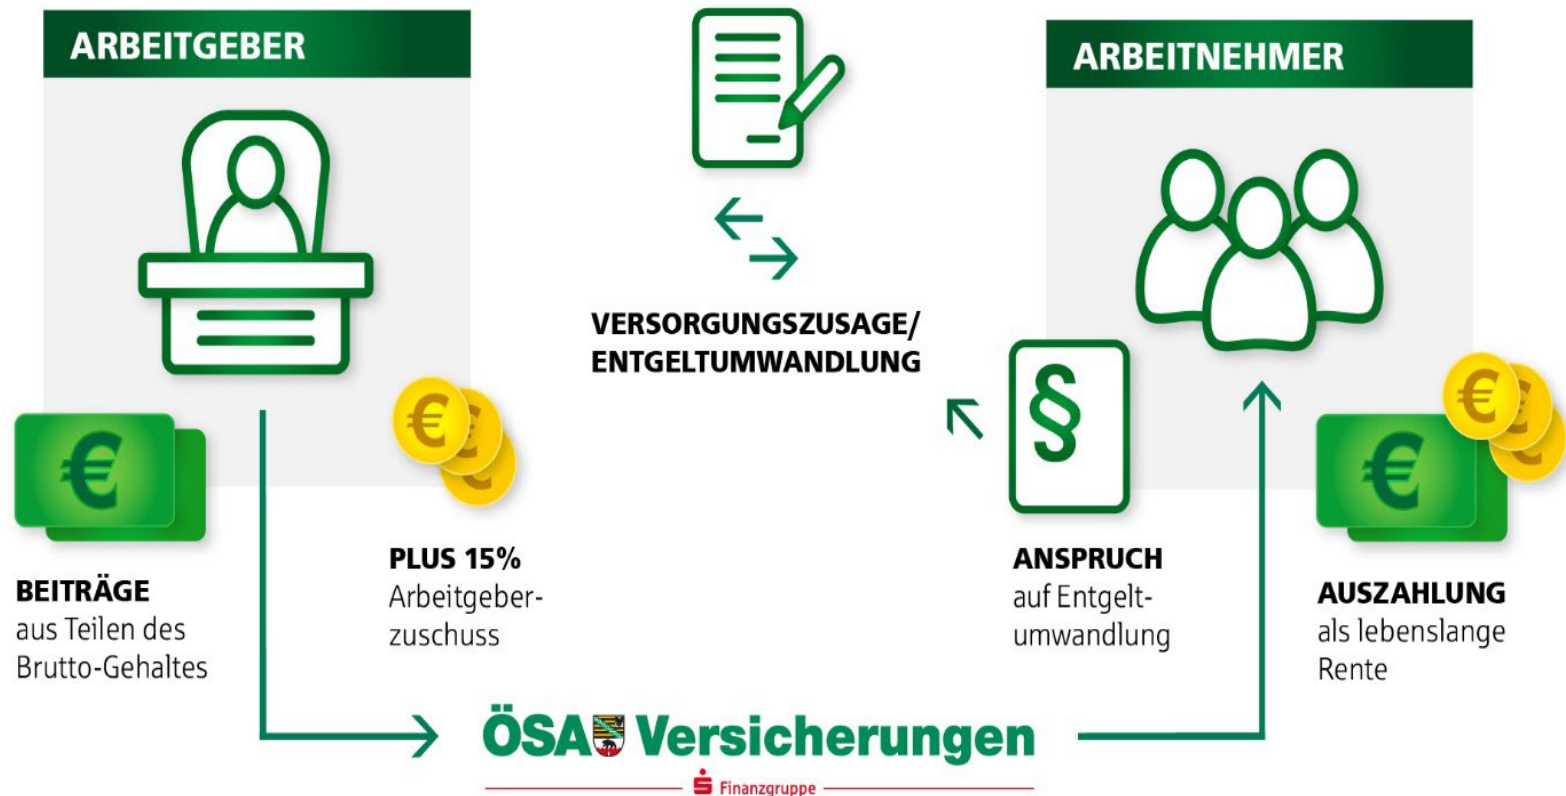 ARBEITGEBER
ARBEITNEHMER
VERSORGUNGSZUSAGE/
ENTGELTUMWANDLUNG
§
€
€
€
€
BEITRÄGE
aus Teilen des
Brutto-Gehaltes
PLUS 15%
Arbeitgeber-
zuschuss
ANSPRUCH
auf Entgelt-
umwandlung
AUSZAHLUNG
als lebenslange
Rente
ÖSA Versicherungen
Finanzgruppe